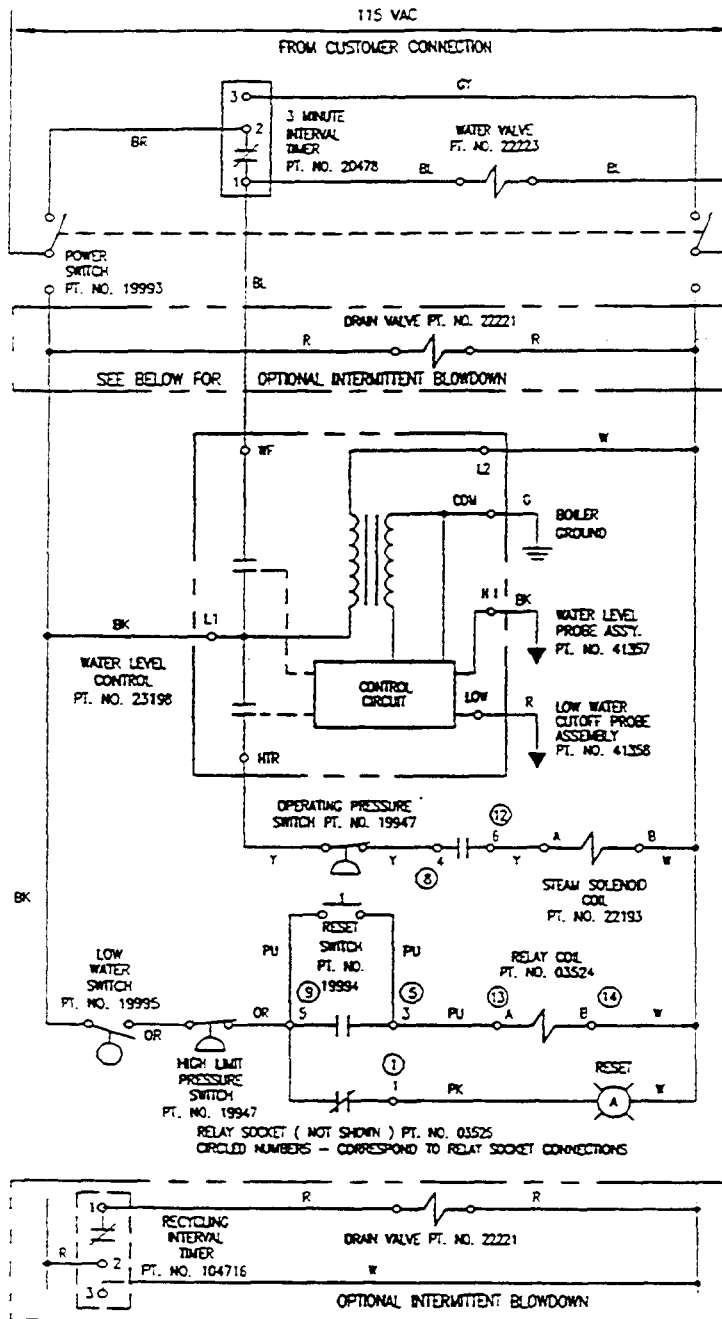 115 VAC
FROM CUSTOMER CONNECTION
3
GY
2
1
3 MINUTE
INTERVAL
TIMER
PT. NO. 20478
WATER VALVE
PT. NO. 22223
BR
BL
BL
POWER
SWITCH
PT. NO. 19993
BL
DRAIN VALVE PT. NO. 22221
R
R
SEE BELOW FOR OPTIONAL INTERMITTENT BLOWDOWN
WF
L2
W
COM
G
BOILER
GROUND
H1
BK
WATER LEVEL
PROBE ASS'Y.
PT. NO. 41357
BK
L1
WATER LEVEL
CONTROL
PT. NO. 23198
CONTROL
CIRCUIT
LOW
R
LOW WATER
CUTOFF PROBE
ASSEMBLY
PT. NO. 41358
HTR
OPERATING PRESSURE
SWITCH PT. NO. 19947
Y
Y
4
8
6
12
Y
A
B
W
STEAM SOLENOID
COIL
PT. NO. 22193
BK
RESET
SWITCH
PT. NO.
19994
PU
PU
LOW
WATER
SWITCH
PT. NO. 19995
RELAY COIL
PT. NO. 03524
OR
OR
9
5
5
3
PU
13
A
B
14
W
HIGH LIMIT
PRESSURE
SWITCH
PT. NO. 19947
1
1
PK
RESET
A
W
RELAY SOCKET ( NOT SHOWN ) PT. NO. 03525
CIRCLED NUMBERS - CORRESPOND TO RELAY SOCKET CONNECTIONS
1
2
3
R
RECYCLING
INTERVAL
TIMER
PT. NO. 104716
R
R
DRAIN VALVE PT. NO. 22221
W
OPTIONAL INTERMITTENT BLOWDOWN